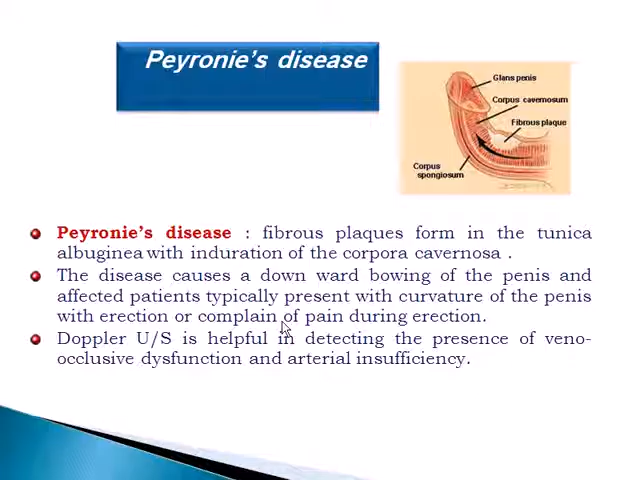 Peyronie's disease
Glans penis
Corpus cavernosum
Fibrous plaque
Corpus
spongiosum
Peyronie's disease : fibrous plaques form in the tunica
albuginea with induration of the corpora cavernosa .
The disease causes a down ward bowing of the penis and
affected patients typically present with curvature of the penis
with erection or complain of pain during erection.
Doppler U/S is helpful in detecting the presence of veno-
occlusive dysfunction and arterial insufficiency.